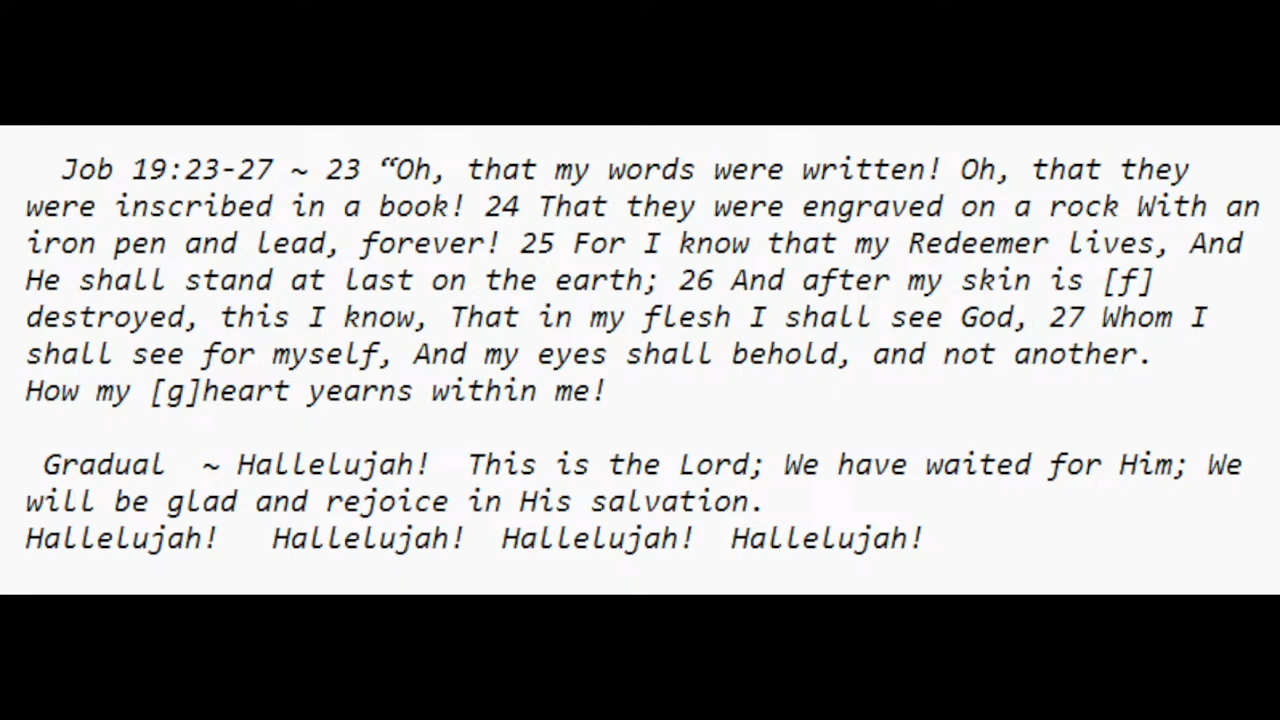 Job 19:23-27 ~ 23 “Oh, that my words were written! Oh, that they
were inscribed in a book! 24 That they were engraved on a rock With an
iron pen and lead, forever! 25 For I know that my Redeemer lives, And
He shall stand at last on the earth; 26 And after my skin is [f]
destroyed, this I know, That in my flesh I shall see God, 27 Whom I
shall see for myself, And my eyes shall behold, and not another.
How my [g]heart yearns within me!
Gradual ~ Hallelujah! This is the Lord; We have waited for Him; We
will be glad and rejoice in His salvation.
Hallelujah! Hallelujah! Hallelujah! Hallelujah!